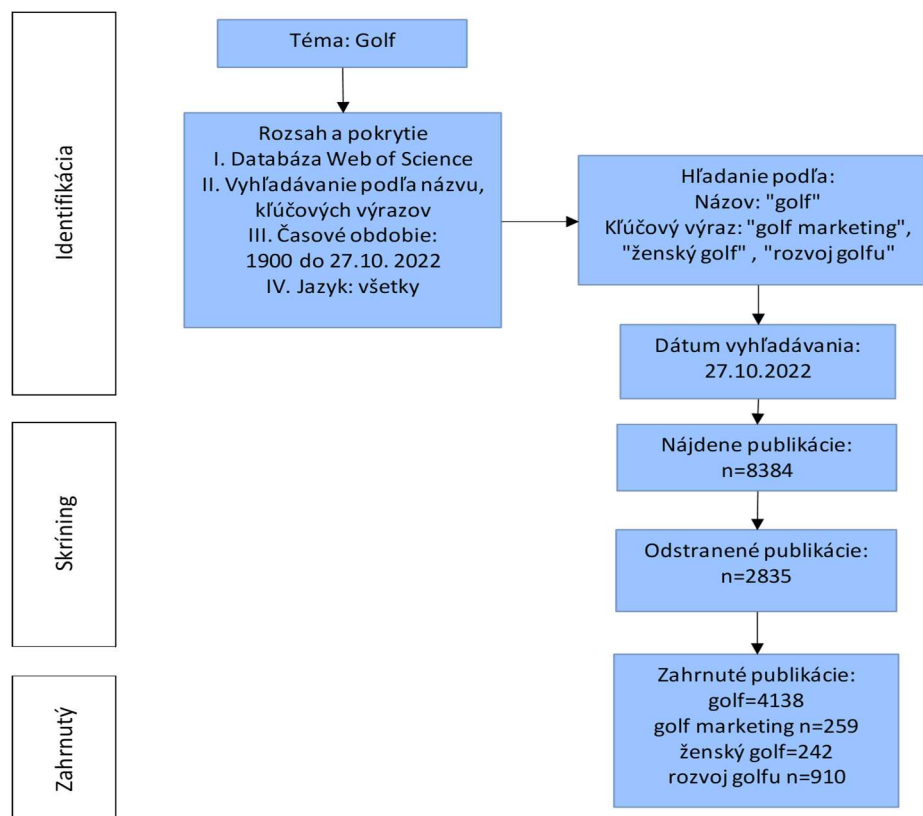 Identifikácia
Téma: Golf
Rozsah a pokrytie
I. Databáza Web of Science
II. Vyhľadávanie podľa názvu,
kľúčových výrazov
III. Časové obdobie:
1900 do 27.10. 2022
IV. Jazyk: všetky
Hľadanie podľa:
Názov: "golf"
Kľúčový výraz: "golf marketing",
"ženský golf" , "rozvoj golfu"
Dátum vyhľadávania:
27.10.2022
Skríning
Nájdene publikácie:
n=8384
Odstranené publikácie:
n=2835
Zahrnutý
Zahrnuté publikácie:
golf=4138
golf marketing n=259
ženský golf=242
rozvoj golfu n=910